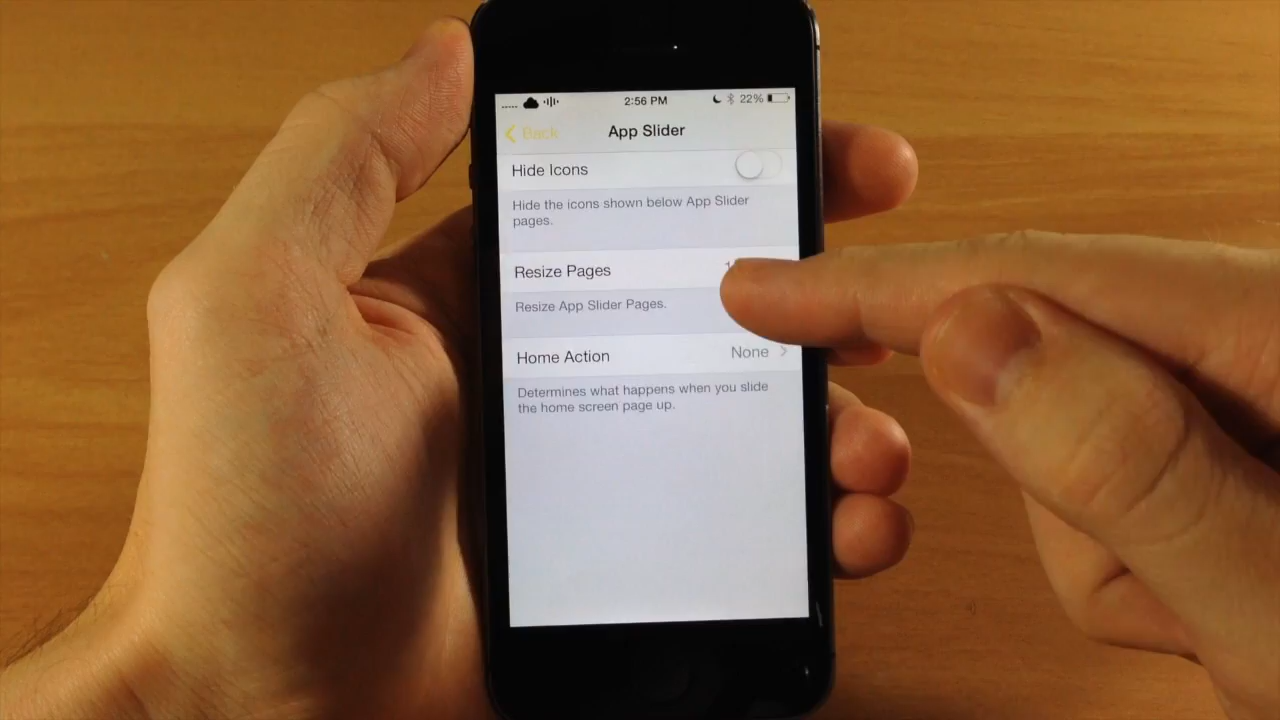 2:56 PM 22%
Back App Slider
Hide Icons
Hide the icons shown below App Slider
pages.
Resize Pages
Resize App Slider Pages.
Home Action None
Determines what happens when you slide
the home screen page up.